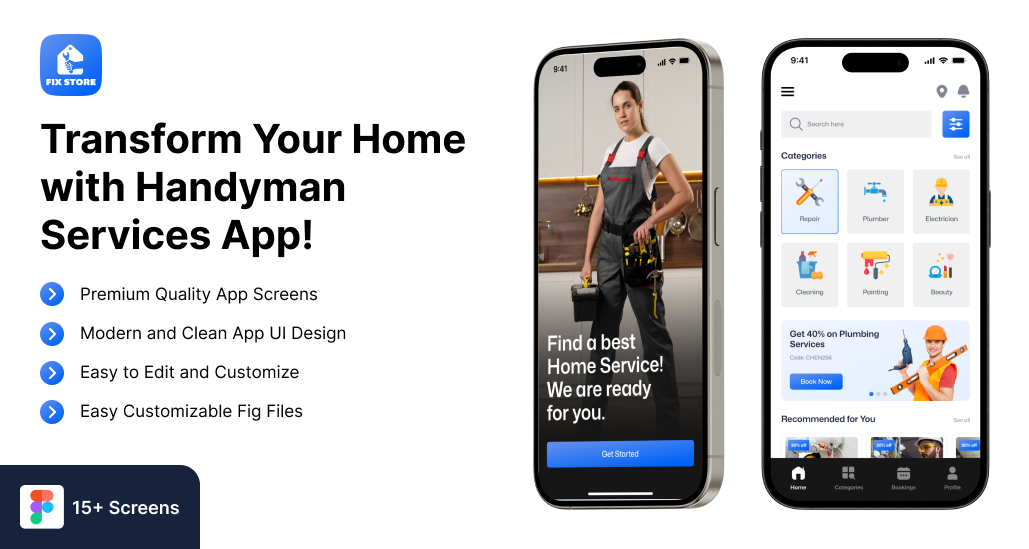 FIX STORE
Transform Your Home
with Handyman
Services App!
Premium Quality App Screens
Modern and Clean App UI Design
Easy to Edit and Customize
Easy Customizable Fig Files
15+ Screens
9:41
Find a best
Home Service!
We are ready
for you.
Get Started
9:41
Search here
Categories
See all
Repair
Plumber
Electrician
Cleaning
Painting
Beauty
Get 40% on Plumbing
Services
Code: CHEN256
Book Now
Recommended for You
See all
30% off
30% off
30% off
Home
Categories
Bookings
Profile